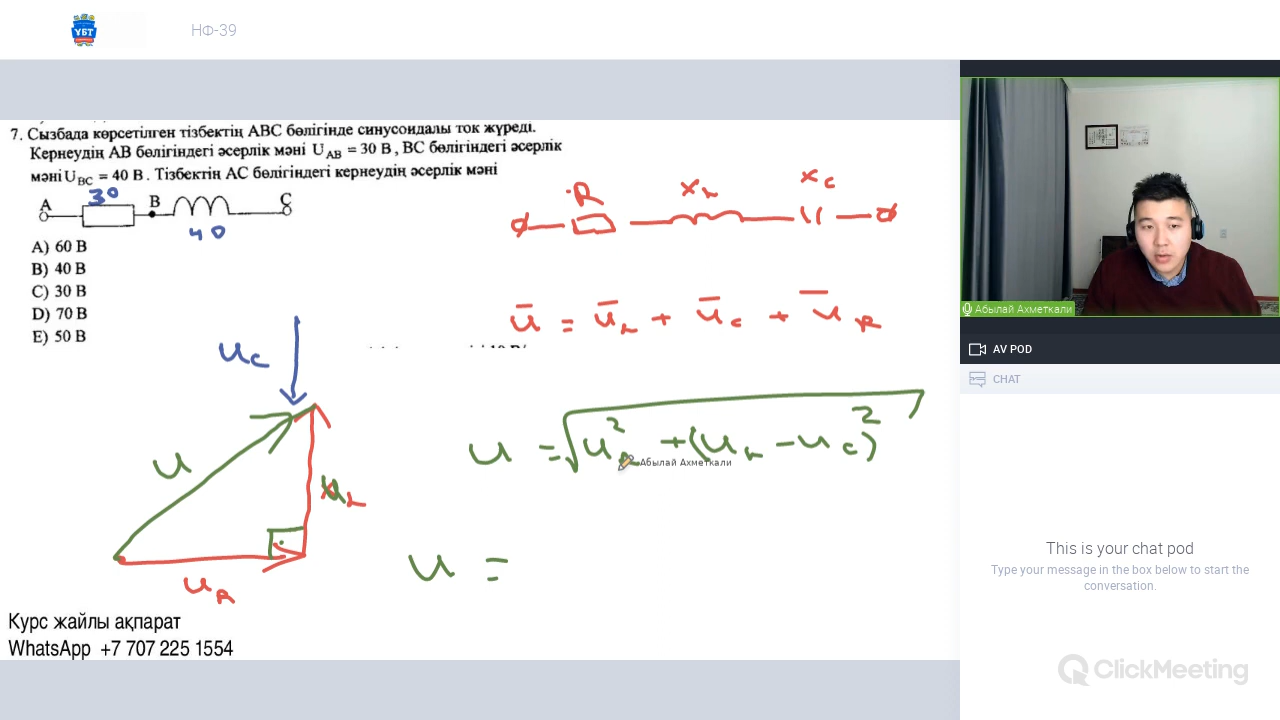 ҰБТ
НФ-39
7. Сызбада көрсетілген тізбектің АВС бөлігінде синусоидалы ток жүреді.
Кернеудің АВ бөлігіндегі әсерлік мәні U_AB = 30 В, ВС бөлігіндегі әсерлік
мәні U_BC = 40 В. Тізбектің АС бөлігіндегі кернеудің әсерлік мәні
A 30 B C
40
A) 60 В
B) 40 В
C) 30 В
D) 70 В
E) 50 В
R X_L X_C
u = u_L + u_C + u_R
u_C
u
u_L
u_R
u = √u_R² + (u_L - u_C)²
Абылай Ахметкали
u =
Курс жайлы ақпарат
WhatsApp +7 707 225 1554
Абылай Ахметкали
AV POD
CHAT
This is your chat pod
Type your message in the box below to start the
conversation.
ClickMeeting